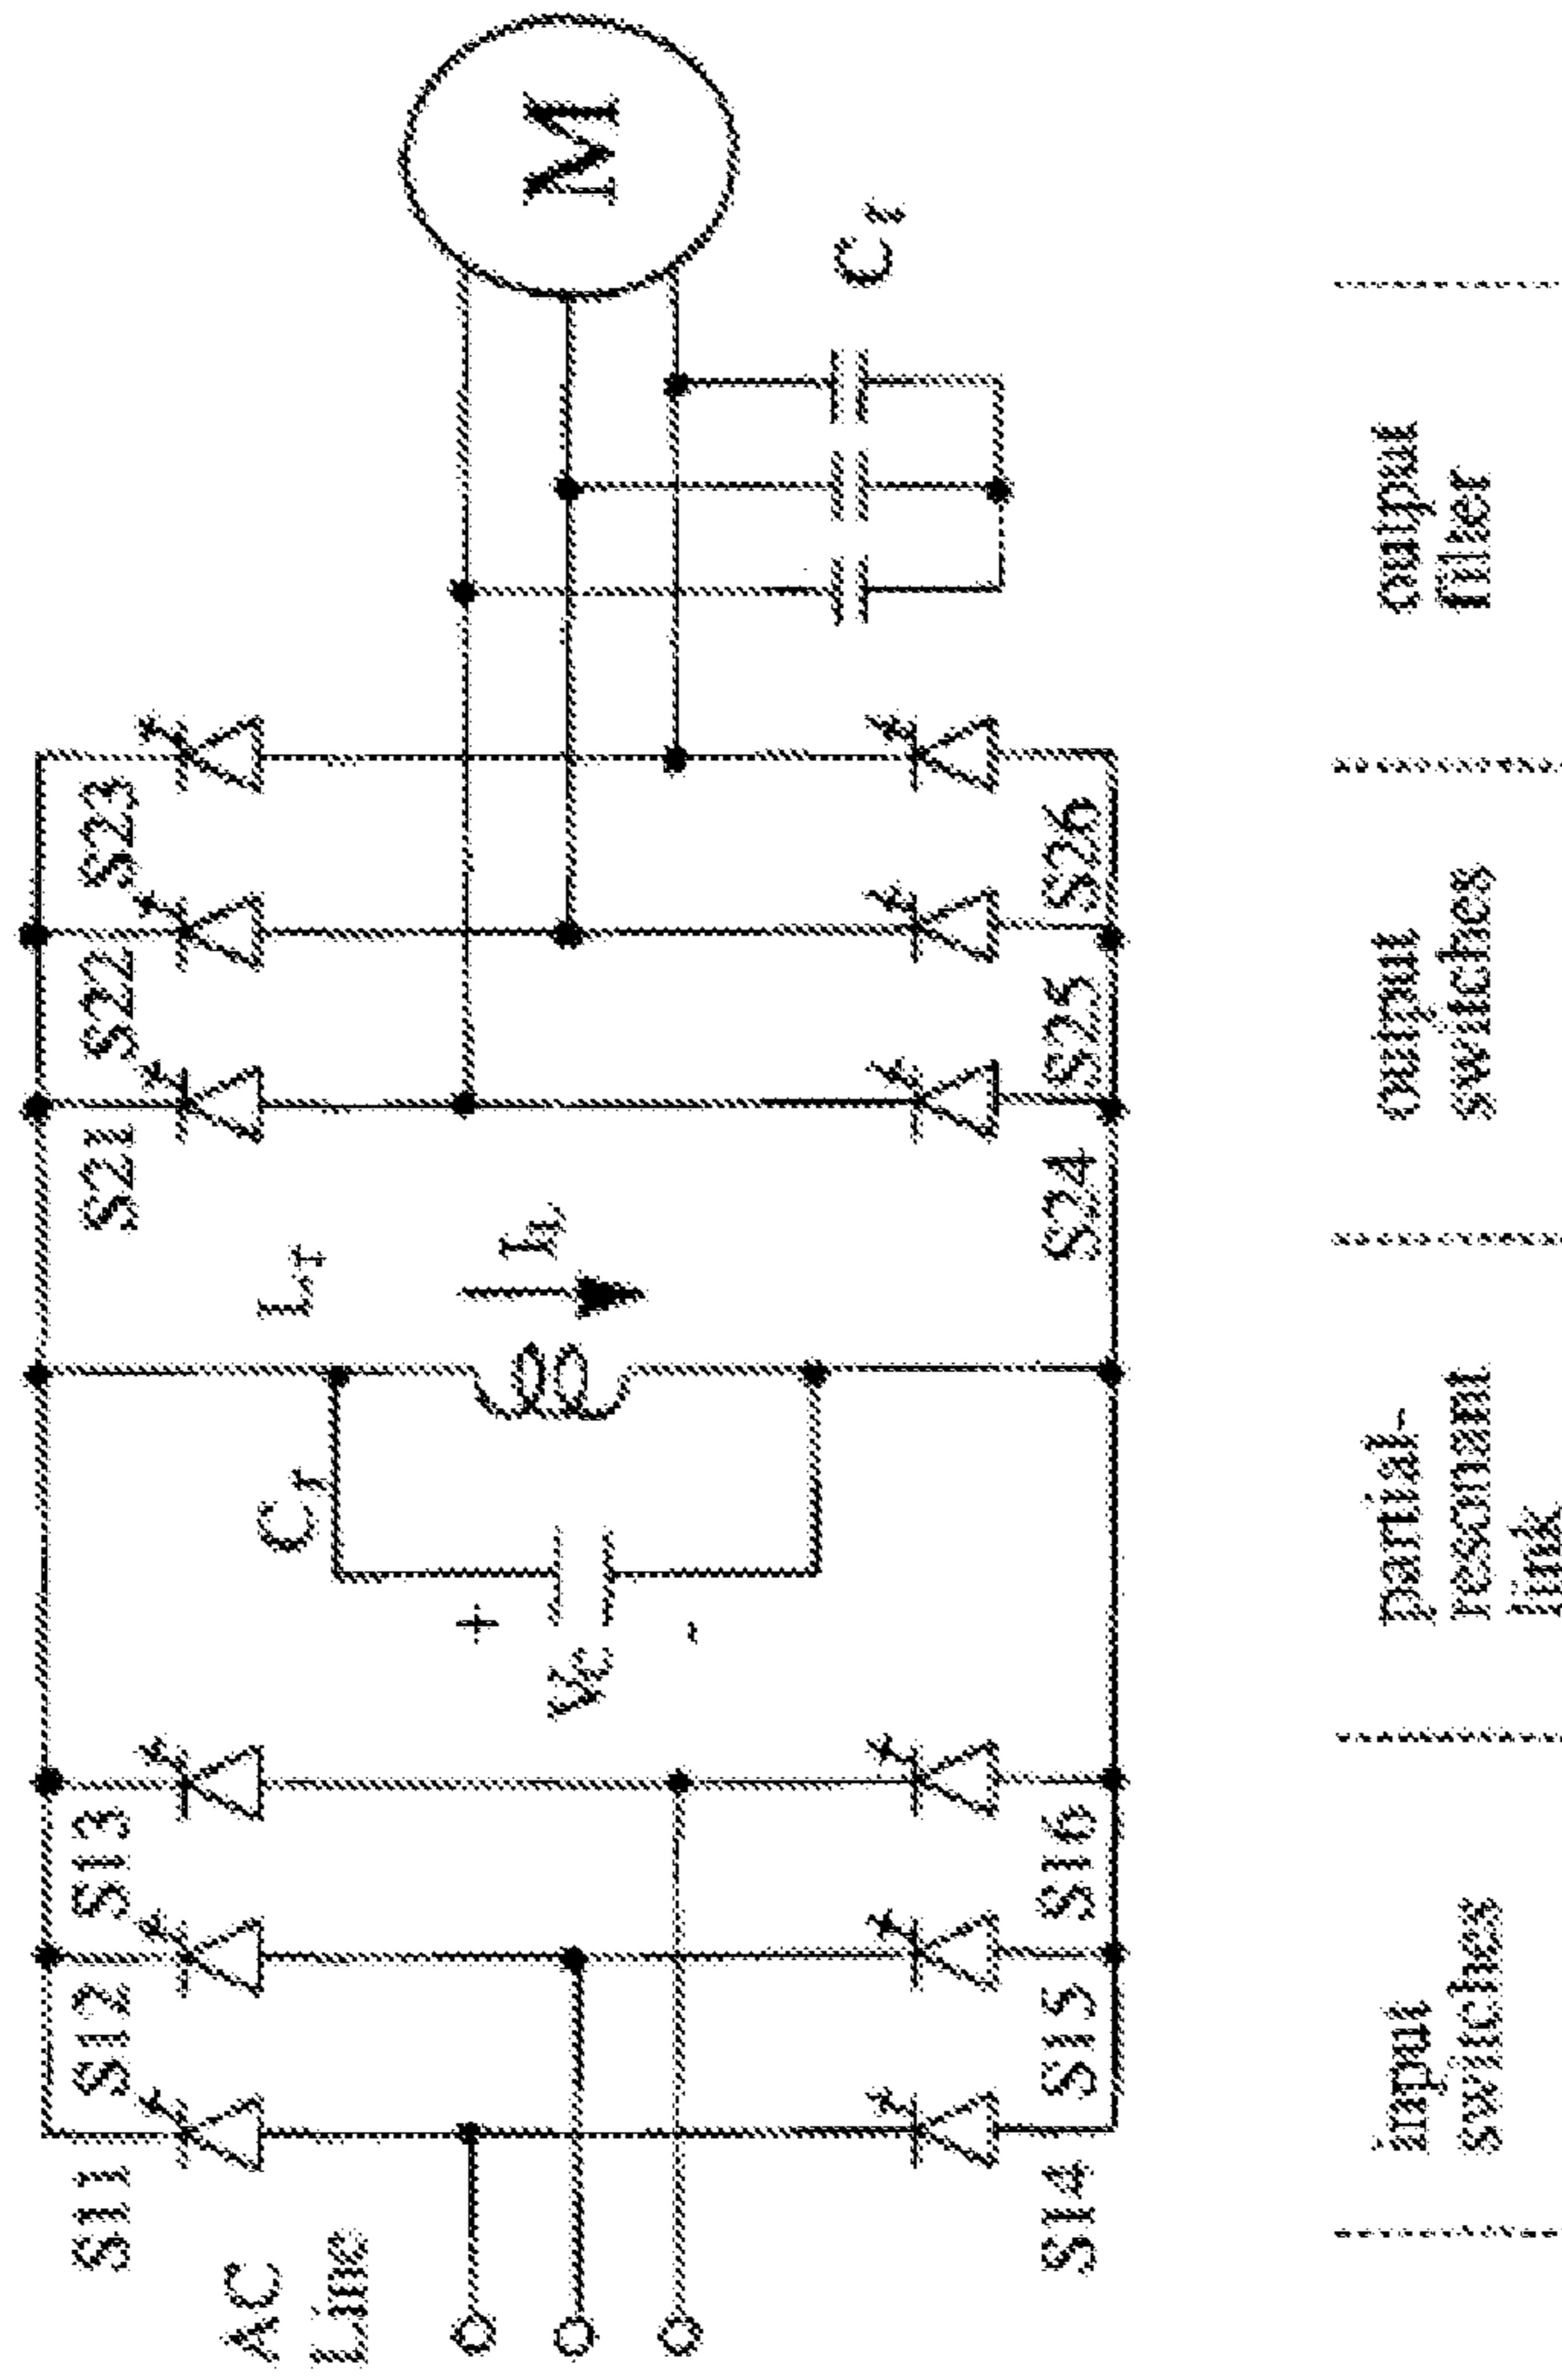 S11 S12 S13
S21 S22 S23
AC
Line
Cr
Lr
+
Vc
-
IL
M
Cf
S14 S15 S16
S24 S25 S26
input
switches
partial-
resonant
link
output
switches
output
filter